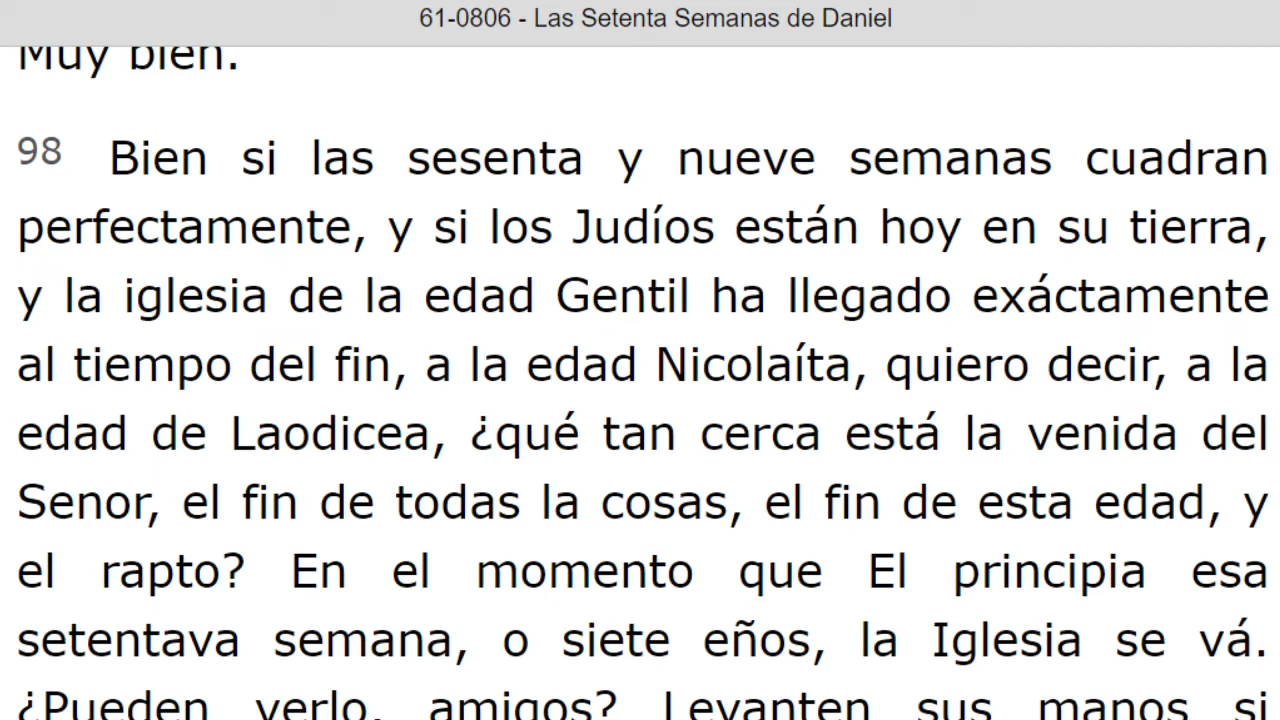 61-0806 - Las Setenta Semanas de Daniel
Muy bien.
98 Bien si las sesenta y nueve semanas cuadran
perfectamente, y si los Judíos están hoy en su tierra,
y la iglesia de la edad Gentil ha llegado exáctamente
al tiempo del fin, a la edad Nicolaíta, quiero decir, a la
edad de Laodicea, ¿qué tan cerca está la venida del
Senor, el fin de todas la cosas, el fin de esta edad, y
el rapto? En el momento que El principia esa
setentava semana, o siete eños, la Iglesia se vá.
¿Pueden verlo, amigos? Levanten sus manos si